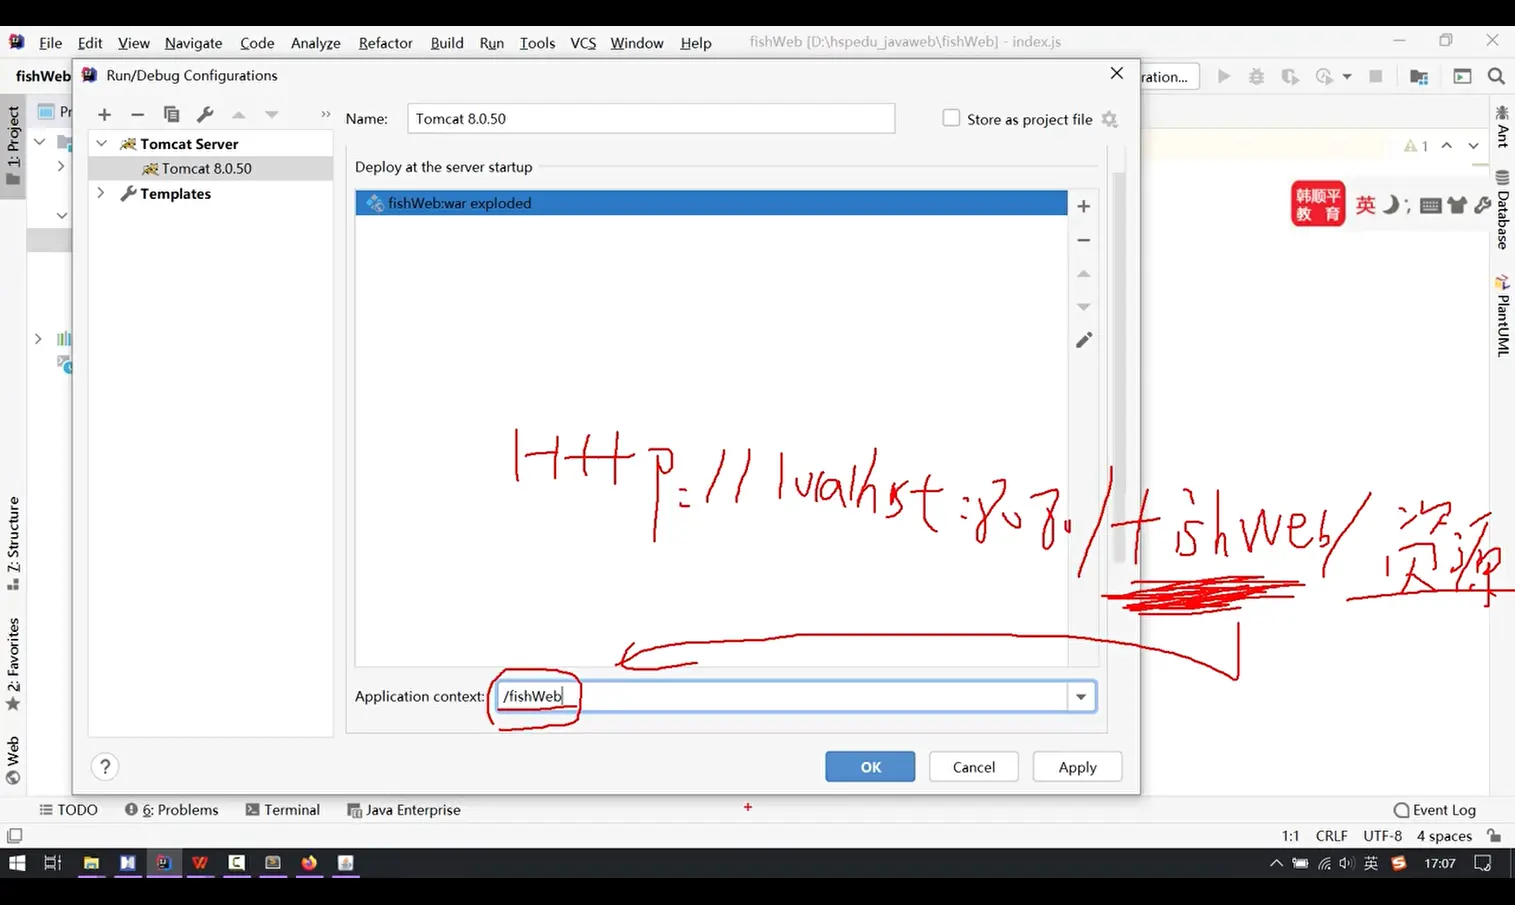 File Edit View Navigate Code Analyze Refactor Build Run Tools VCS Window Help fishWeb [D:\hspedu_javaweb\fishWeb] - index.js
fishWeb
Run/Debug Configurations
ration...
1: Project
Pr
Name: Tomcat 8.0.50
Store as project file
Tomcat Server
Tomcat 8.0.50
Templates
Deploy at the server startup
fishWeb:war exploded
1
Ant
韩顺平
教育
英
Database
PlantUML
Http://localhost:8080/fishWeb/资源
7: Structure
2: Favorites
Web
Application context: /fishWeb
?
OK Cancel Apply
TODO 6: Problems Terminal Java Enterprise Event Log
1:1 CRLF UTF-8 4 spaces
英 17:07